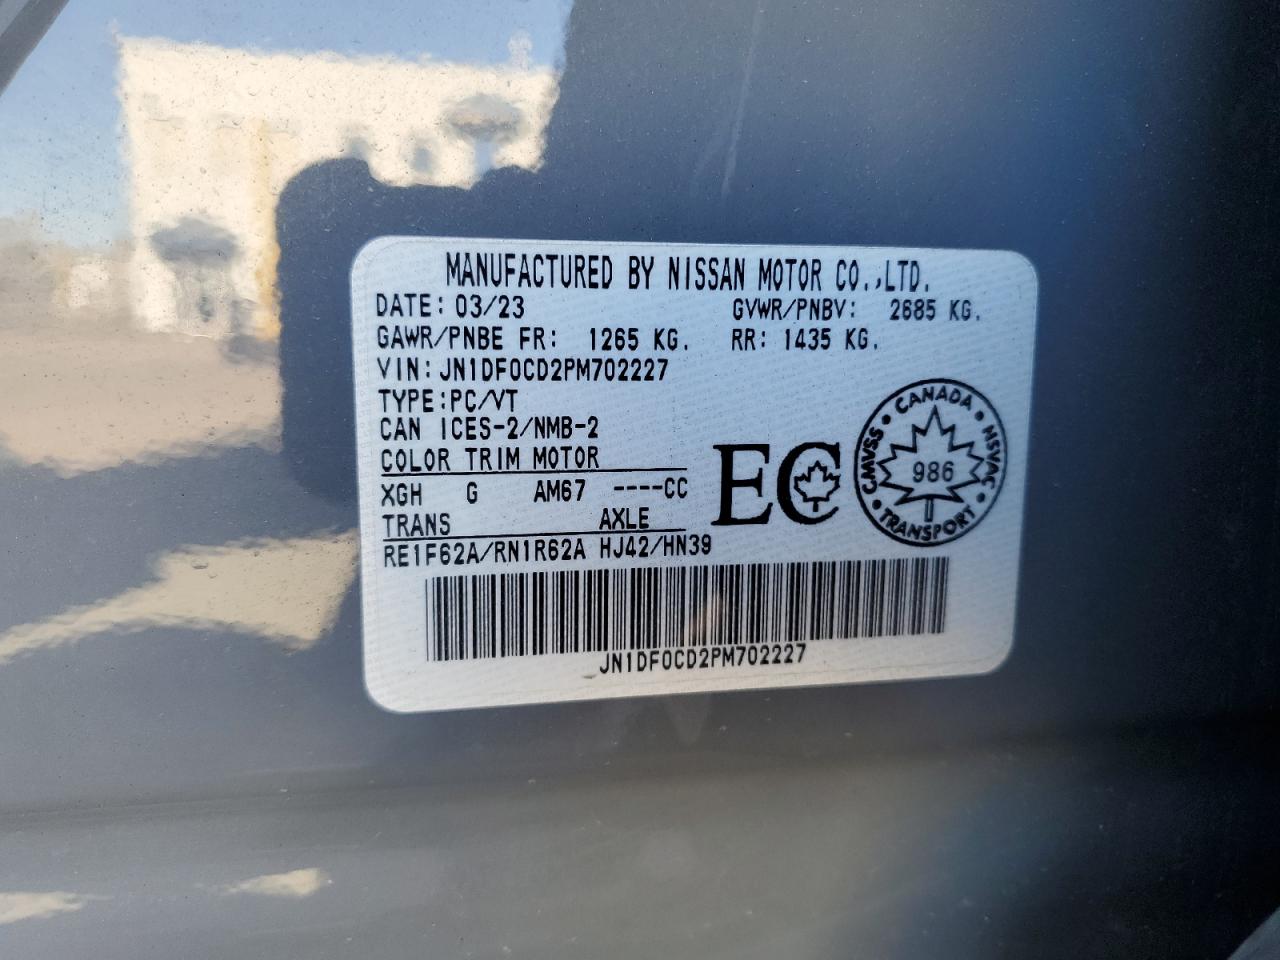 MANUFACTURED BY NISSAN MOTOR CO.,LTD.
DATE: 03/23 GVWR/PNBV: 2685 KG.
GAWR/PNBE FR: 1265 KG. RR: 1435 KG.
VIN: JN1DF0CD2PM702227
TYPE:PC/VT
CAN ICES-2/NMB-2
COLOR TRIM MOTOR
XGH G AM67 ----CC
TRANS AXLE
RE1F62A/RN1R62A HJ42/HN39
EC
CANADA
CMVSS • NSVAC
986
TRANSPORT
JN1DF0CD2PM702227